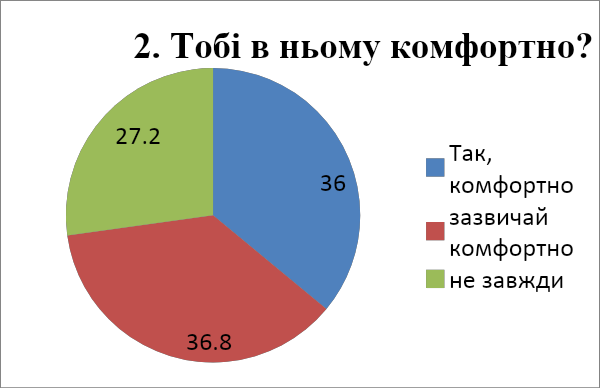 2. Тобі в ньому комфортно?
27.2
36
36.8
Так,
комфортно
зазвичай
комфортно
не завжди